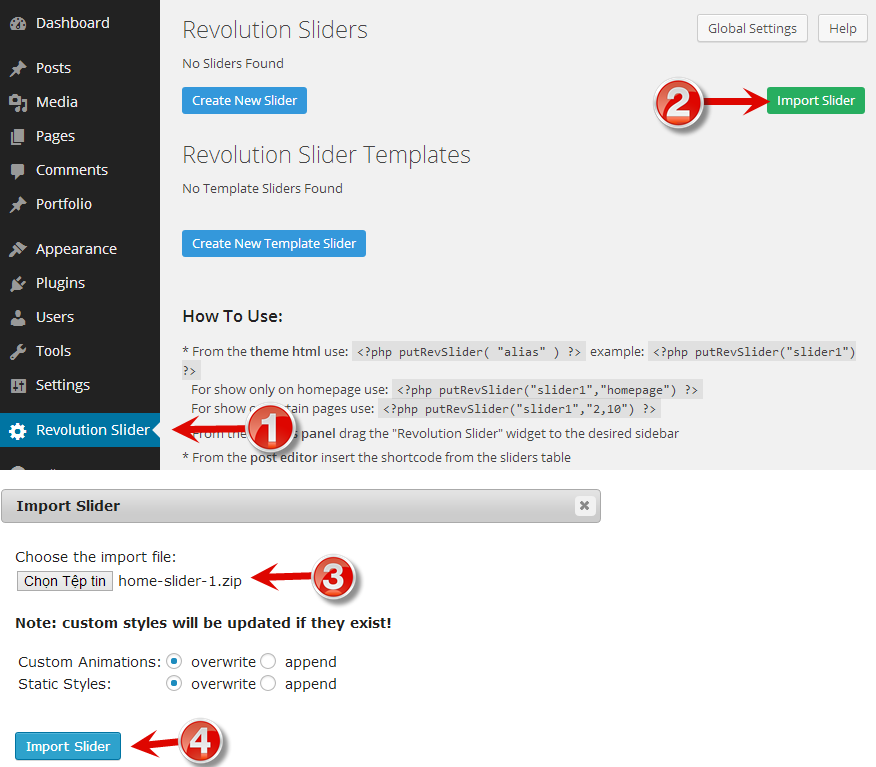 Dashboard
Posts
Media
Pages
Comments
Portfolio
Appearance
Plugins
Users
Tools
Settings
Revolution Slider
Revolution Sliders
Global Settings
Help
No Sliders Found
Create New Slider
2
Import Slider
Revolution Slider Templates
No Template Sliders Found
Create New Template Slider
How To Use:
* From the theme html use: <?php putRevSlider( "alias" ) ?> example: <?php putRevSlider("slider1")
?>
For show only on homepage use: <?php putRevSlider("slider1","homepage") ?>
For show tain pages use: <?php putRevSlider("slider1","2,10") ?>
1
From the panel drag the "Revolution Slider" widget to the desired sidebar
* From the post editor insert the shortcode from the sliders table
Import Slider
Choose the import file:
Chọn Tệp tin home-slider-1.zip
3
Note: custom styles will be updated if they exist!
Custom Animations: overwrite append
Static Styles: overwrite append
Import Slider
4